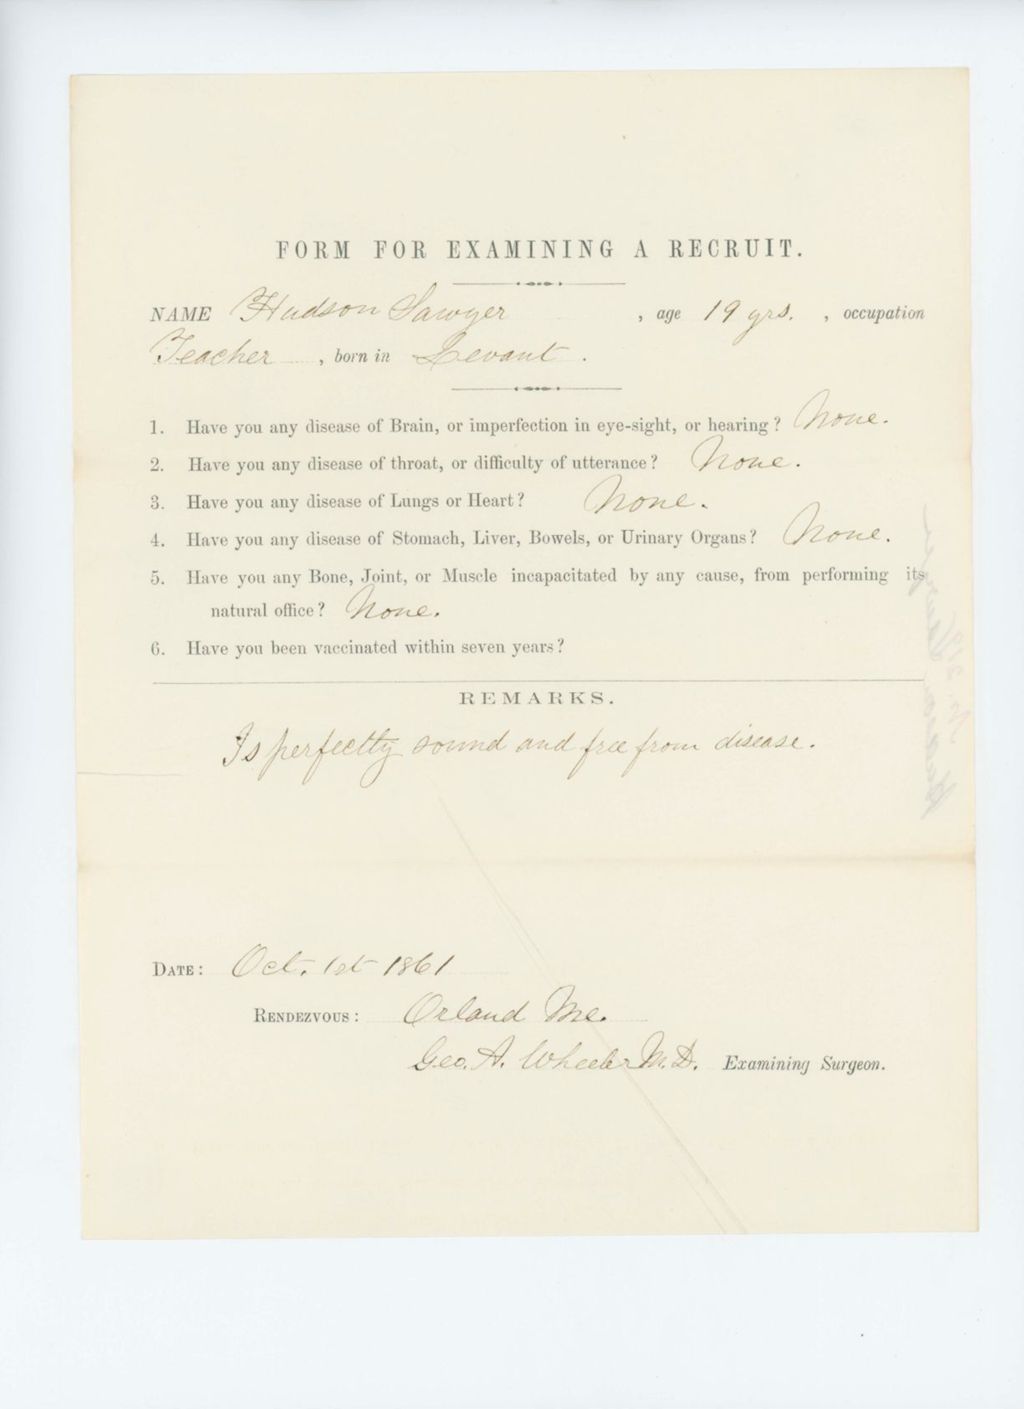 FORM FOR EXAMINING A RECRUIT.
NAME Hudson Sawyer , age 19 yrs. , occupation
Teacher , born in Levant .
1. Have you any disease of Brain, or imperfection in eye-sight, or hearing? None.
2. Have you any disease of throat, or difficulty of utterance? None.
3. Have you any disease of Lungs or Heart? None.
4. Have you any disease of Stomach, Liver, Bowels, or Urinary Organs? None.
5. Have you any Bone, Joint, or Muscle incapacitated by any cause, from performing its
natural office? None.
6. Have you been vaccinated within seven years?
REMARKS.
Is perfectly sound and free from disease.
DATE: Oct. 1st 1861
RENDEZVOUS: Orland Me.
Geo. A. Wheeler M.D. Examining Surgeon.